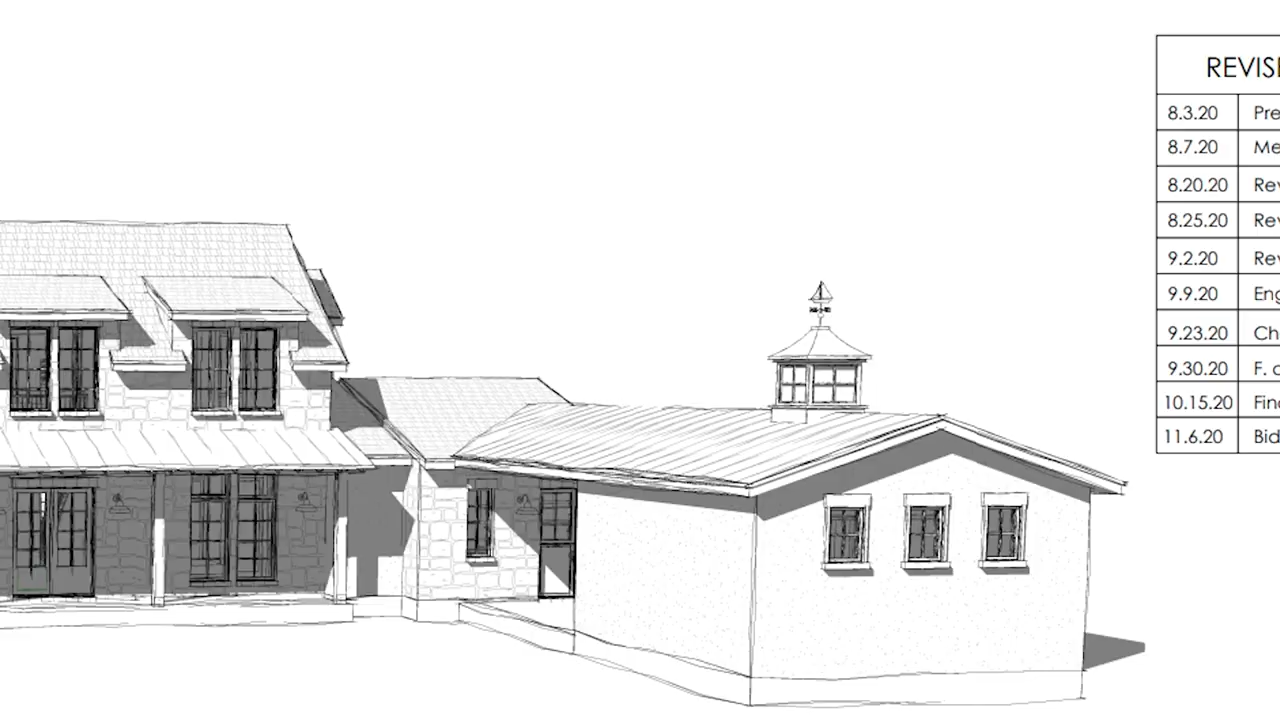 REVISE
8.3.20 Pre
8.7.20 Me
8.20.20 Rev
8.25.20 Rev
9.2.20 Rev
9.9.20 Eng
9.23.20 Ch
9.30.20 F. c
10.15.20 Fina
11.6.20 Bid